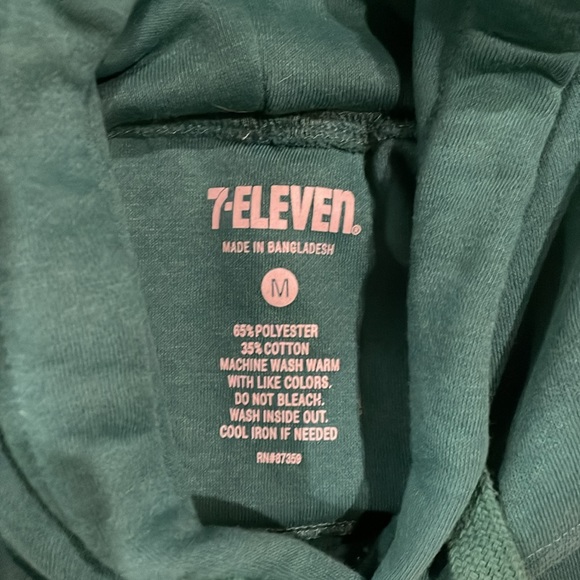 7-ELEVEn®
MADE IN BANGLADESH
M
65% POLYESTER
35% COTTON
MACHINE WASH WARM
WITH LIKE COLORS.
DO NOT BLEACH.
WASH INSIDE OUT.
COOL IRON IF NEEDED
RN#87359